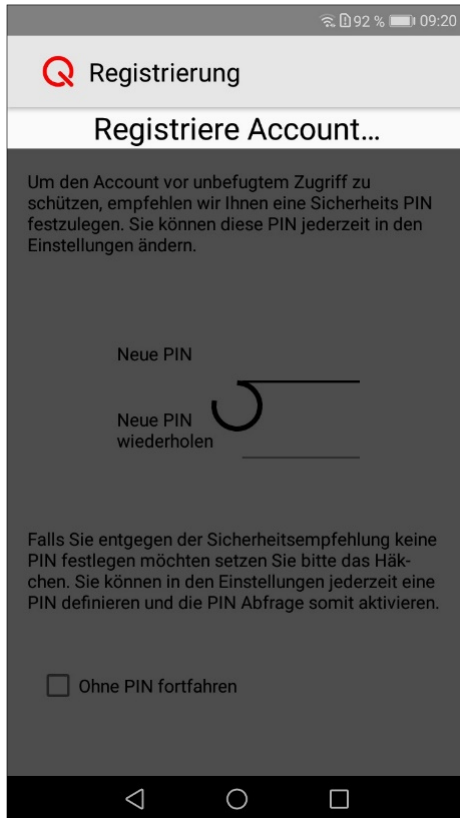 92 % 09:20
Registrierung
Registriere Account...
Um den Account vor unbefugtem Zugriff zu
schützen, empfehlen wir Ihnen eine Sicherheits PIN
festzulegen. Sie können diese PIN jederzeit in den
Einstellungen ändern.
Neue PIN
Neue PIN
wiederholen
Falls Sie entgegen der Sicherheitsempfehlung keine
PIN festlegen möchten setzen Sie bitte das Häk-
chen. Sie können in den Einstellungen jederzeit eine
PIN definieren und die PIN Abfrage somit aktivieren.
Ohne PIN fortfahren